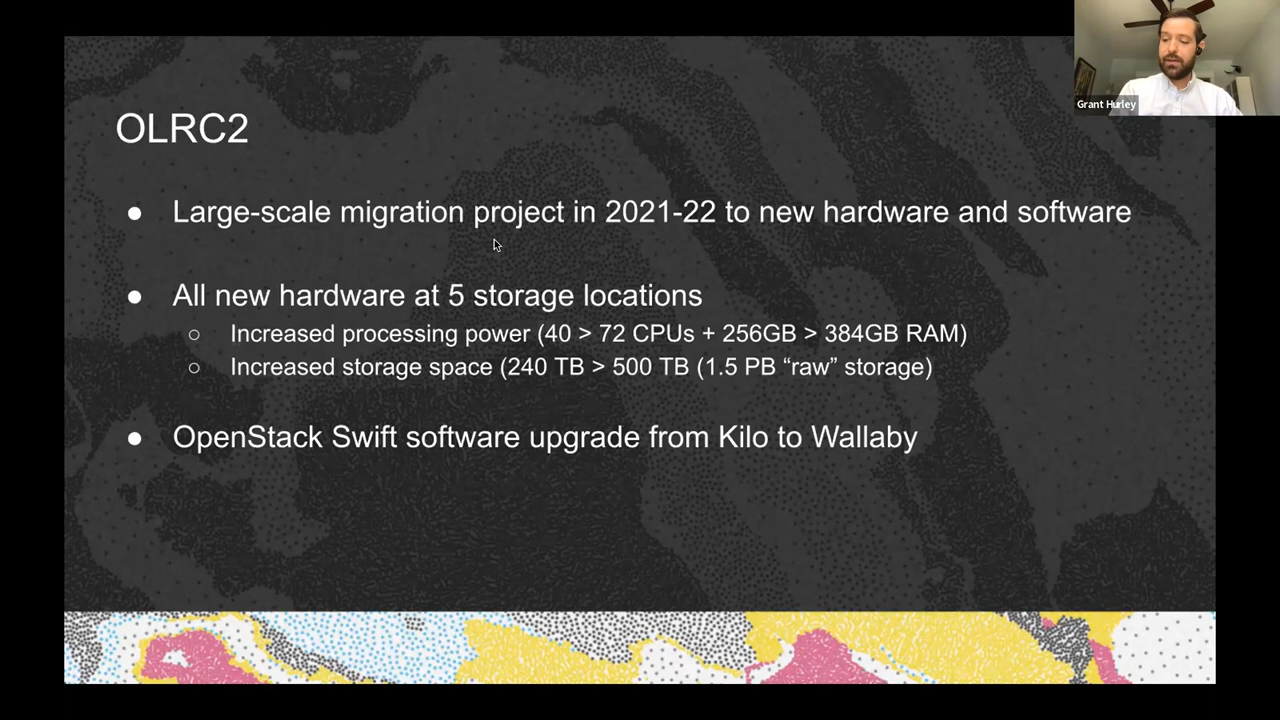 Grant Hurley
OLRC2
● Large-scale migration project in 2021-22 to new hardware and software
● All new hardware at 5 storage locations
○ Increased processing power (40 > 72 CPUs + 256GB > 384GB RAM)
○ Increased storage space (240 TB > 500 TB (1.5 PB “raw” storage)
● OpenStack Swift software upgrade from Kilo to Wallaby